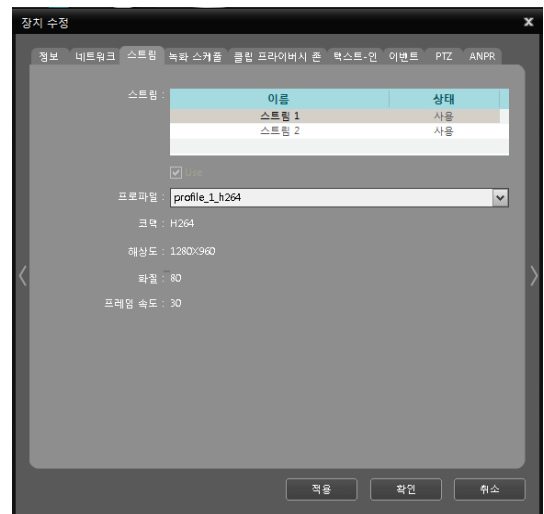 장치 수정 x
정보 네트워크 스트림 녹화 스케줄 클립 프라이버시 존 텍스트-인 이벤트 PTZ ANPR
스트림 : 이름 상태
스트림 1 사용
스트림 2 사용
Use
프로파일 : profile_1_h264
코덱 : H264
해상도 : 1280X960
화질 : 80
프레임 속도 : 30
적용 확인 취소